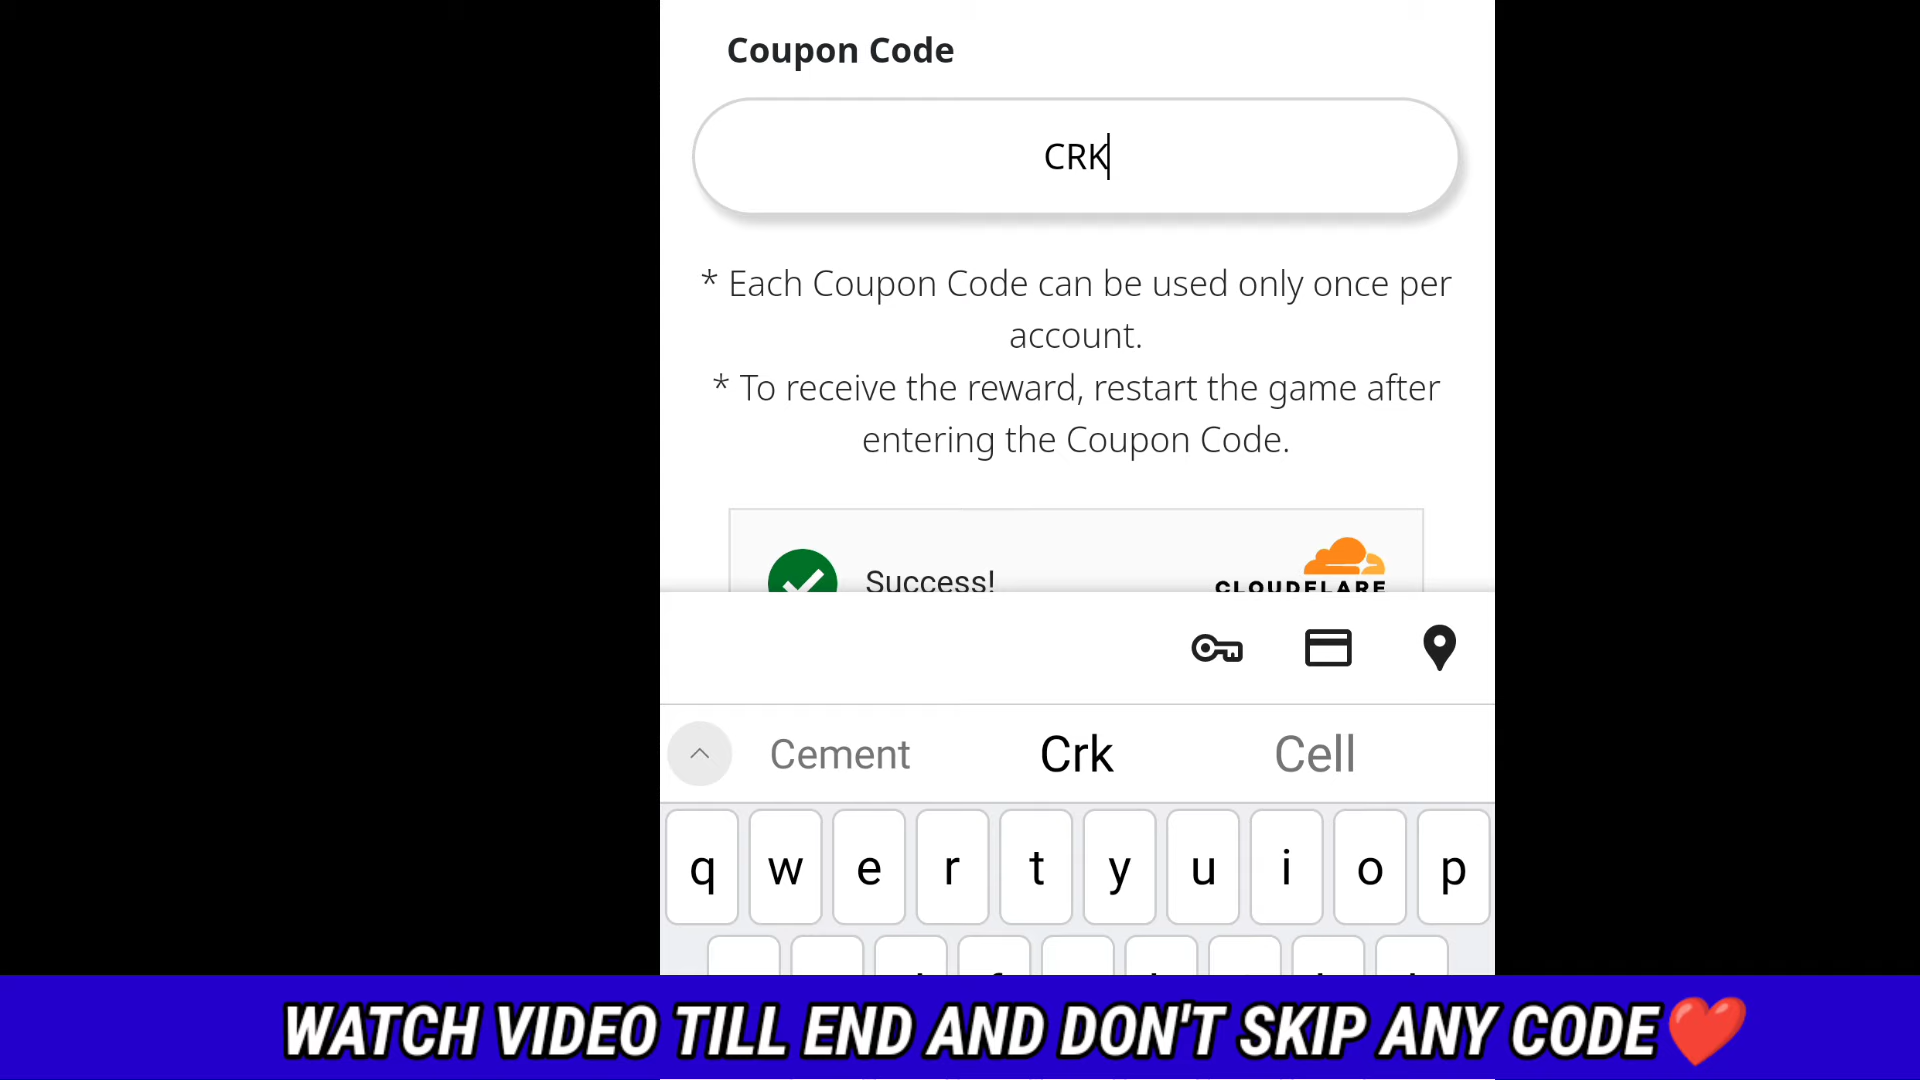 Coupon Code
CRK
* Each Coupon Code can be used only once per
account.
* To receive the reward, restart the game after
entering the Coupon Code.
Success!
CLOUDFLARE
Cement Crk Cell
q w e r t y u i o p
WATCH VIDEO TILL END AND DON'T SKIP ANY CODE❤️